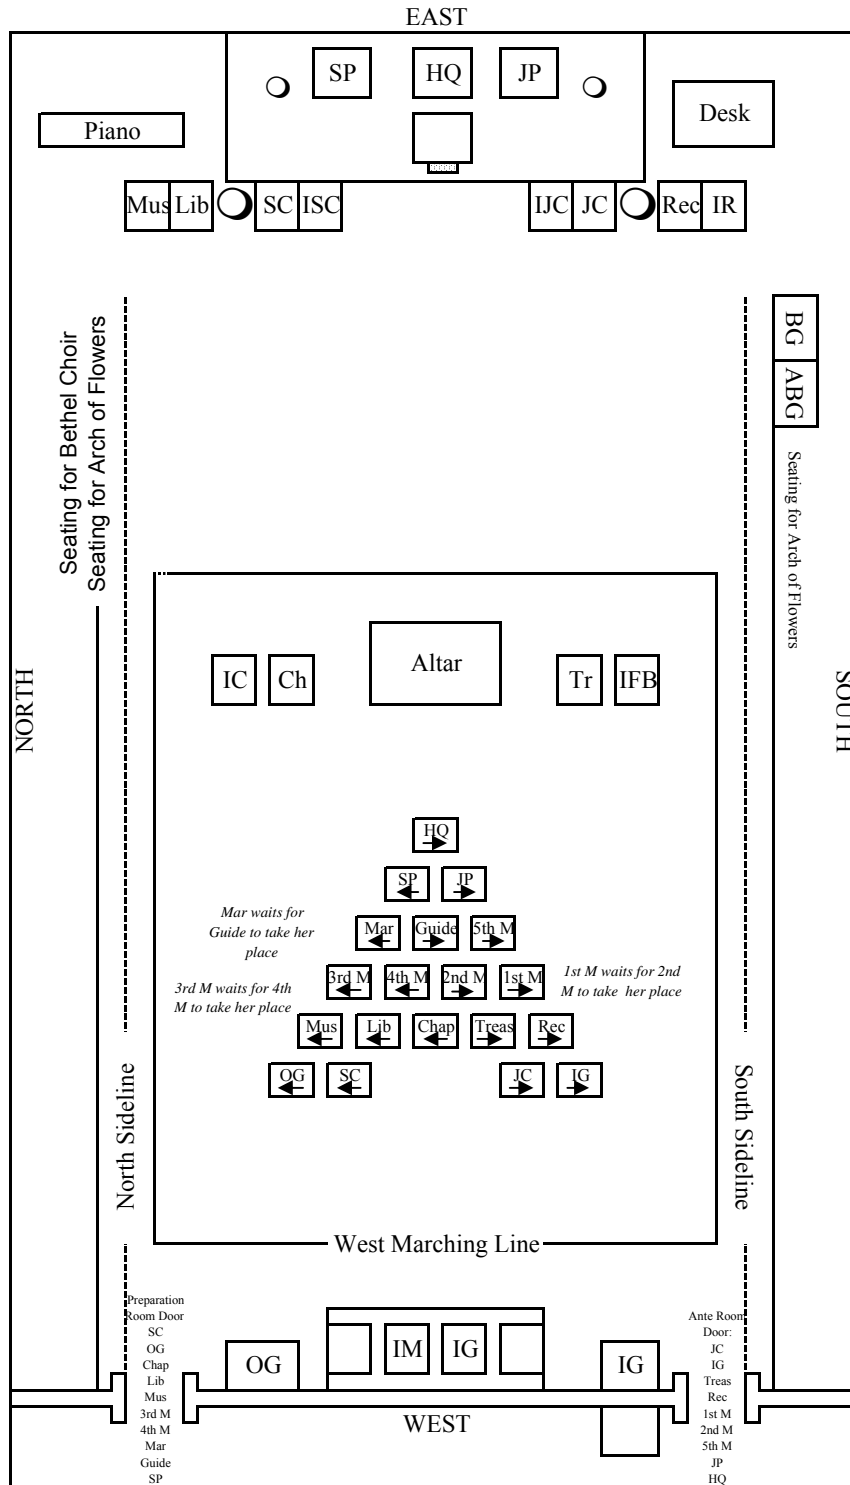 EAST
SP HQ JP
Piano
Desk
Mus Lib SC ISC IJC JC Rec IR
Seating for Bethel Choir
Seating for Arch of Flowers
BG
ABG
Seating for Arch of Flowers
NORTH
SOUTH
IC Ch Altar Tr IFB
HQ
SP JP
Mar waits for
Guide to take her
place
Mar Guide 5th M
3rd M waits for 4th
M to take her place
3rd M 4th M 2nd M 1st M
1st M waits for 2nd
M to take her place
Mus Lib Chap Treas Rec
OG SC JC IG
North Sideline
South Sideline
West Marching Line
Preparation
Room Door
SC
OG
Chap
Lib
Mus
3rd M
4th M
Mar
Guide
SP
OG IM IG IG
WEST
Ante Room
Door:
JC
IG
Treas
Rec
1st M
2nd M
5th M
JP
HQ